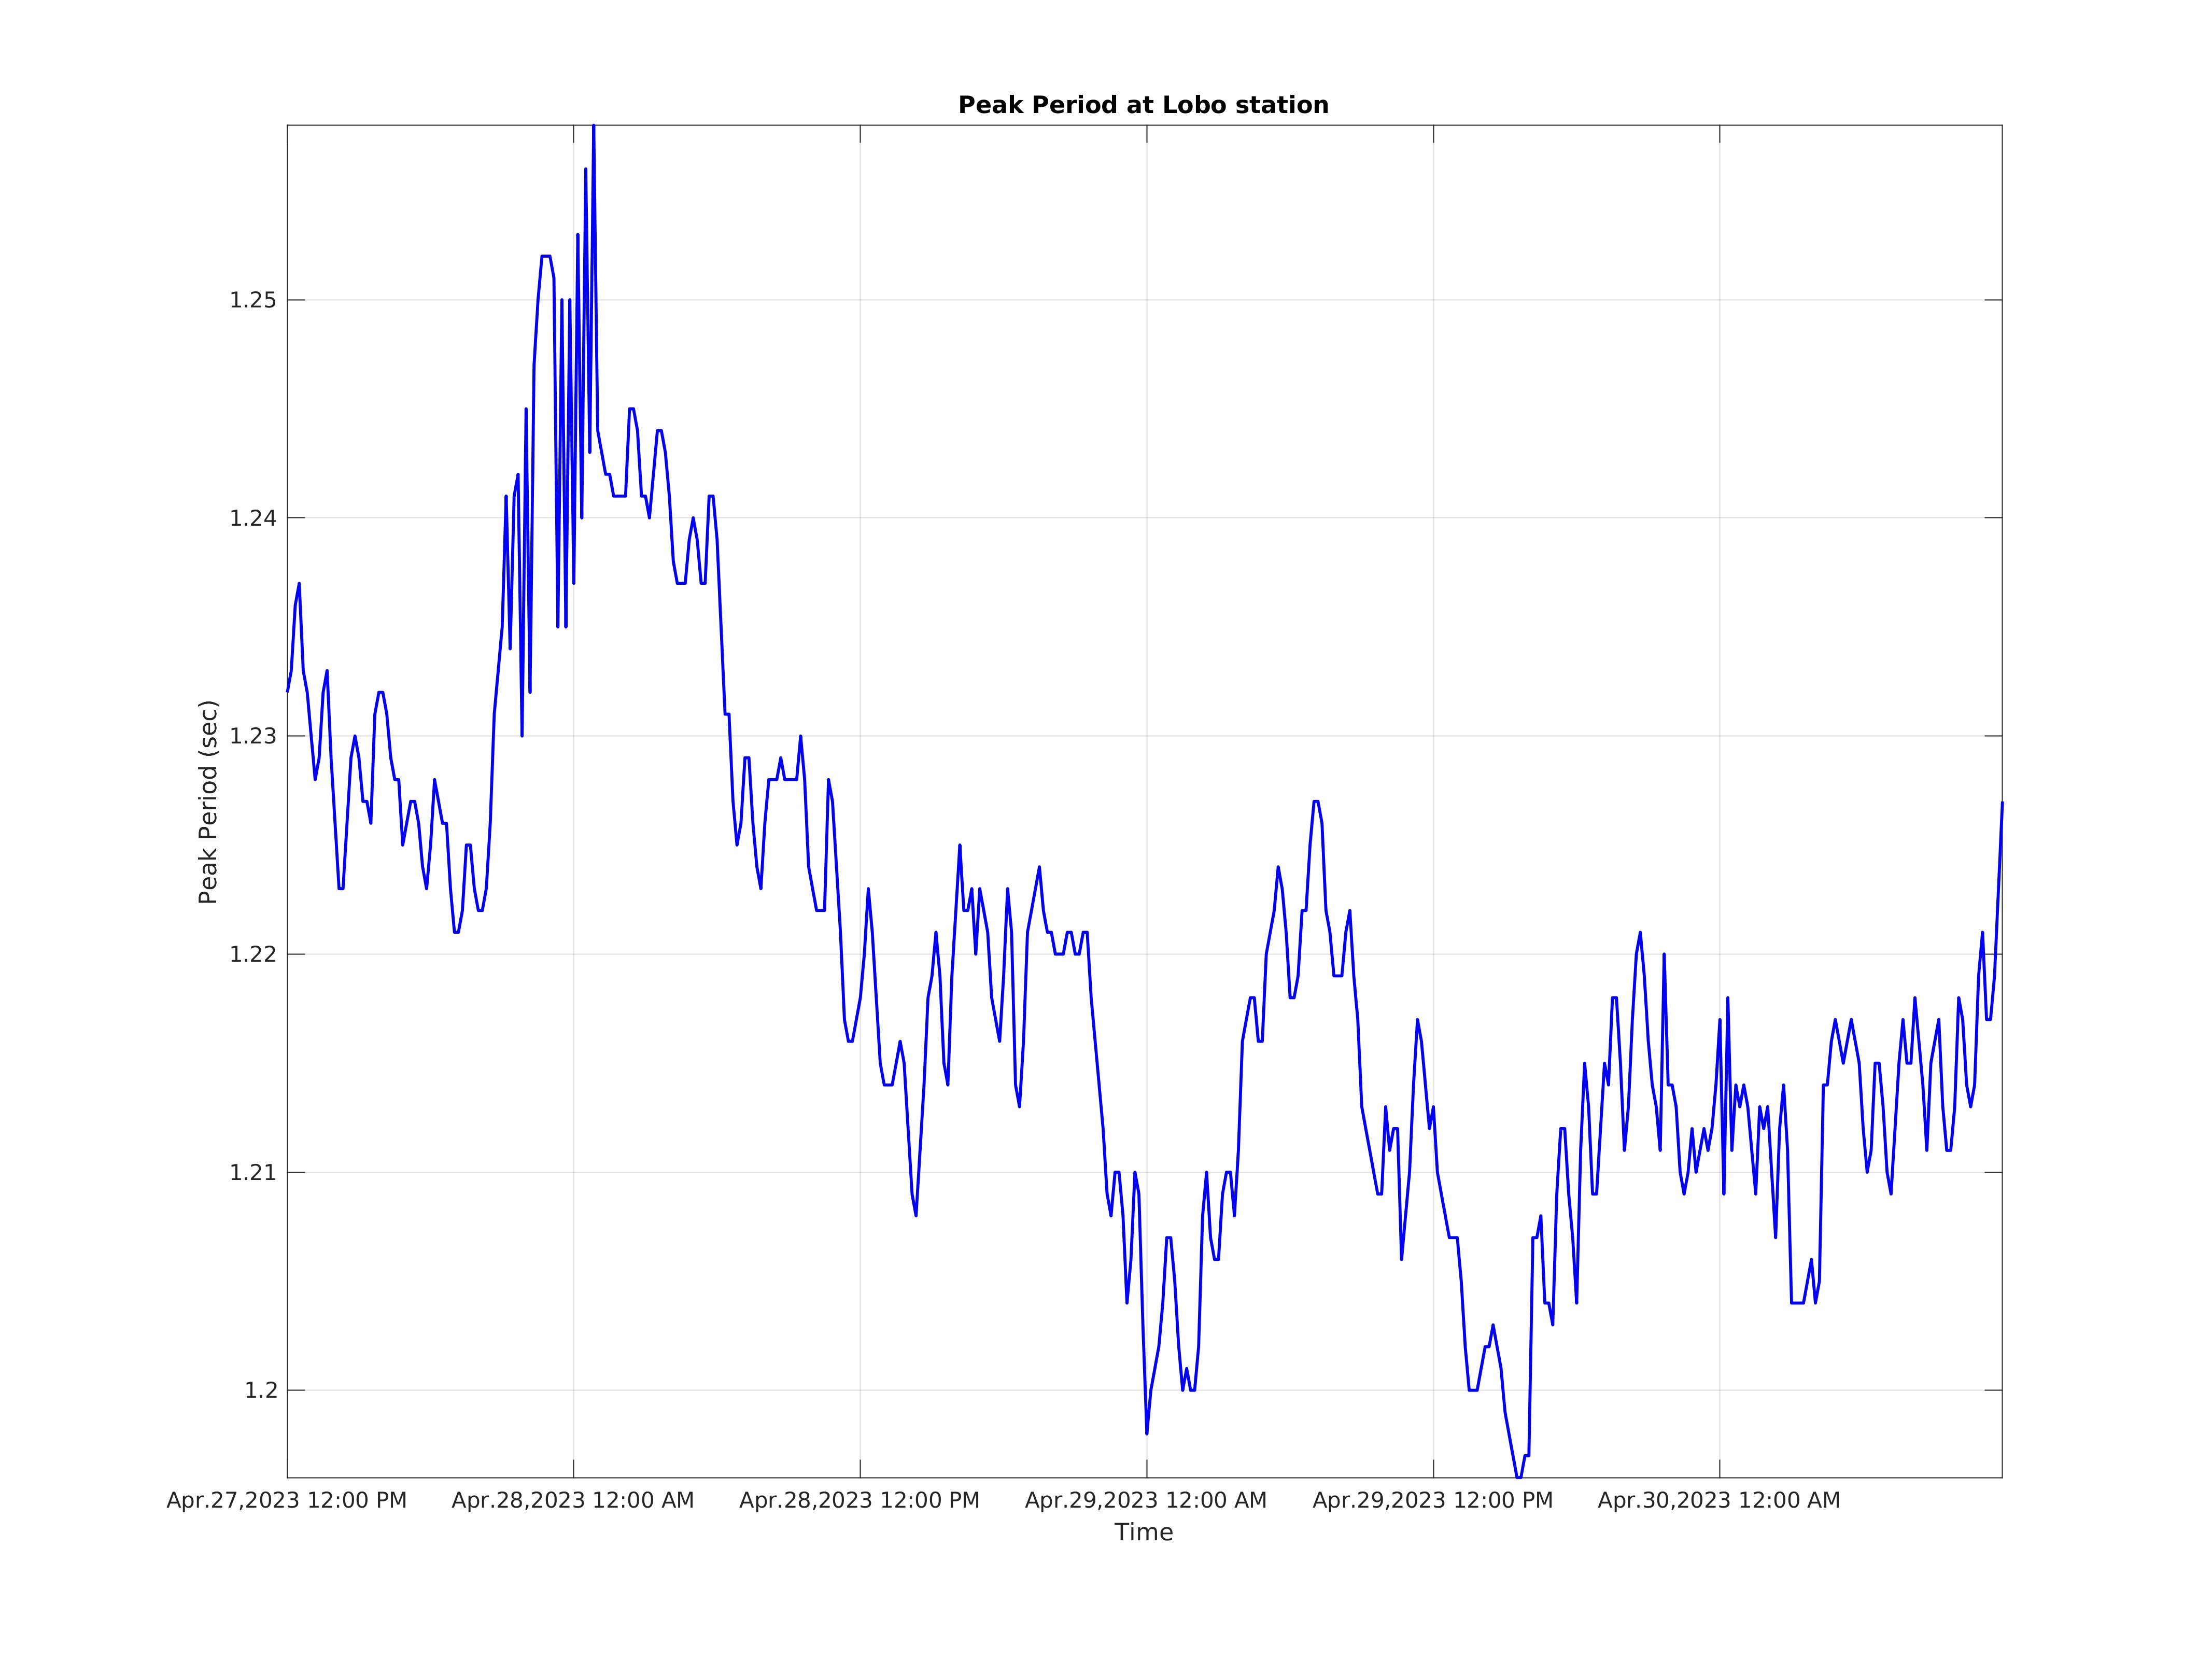 Peak Period at Lobo station
Peak Period (sec)
1.25
1.24
1.23
1.22
1.21
1.2
Apr.27,2023 12:00 PM
Apr.28,2023 12:00 AM
Apr.28,2023 12:00 PM
Apr.29,2023 12:00 AM
Apr.29,2023 12:00 PM
Apr.30,2023 12:00 AM
Time